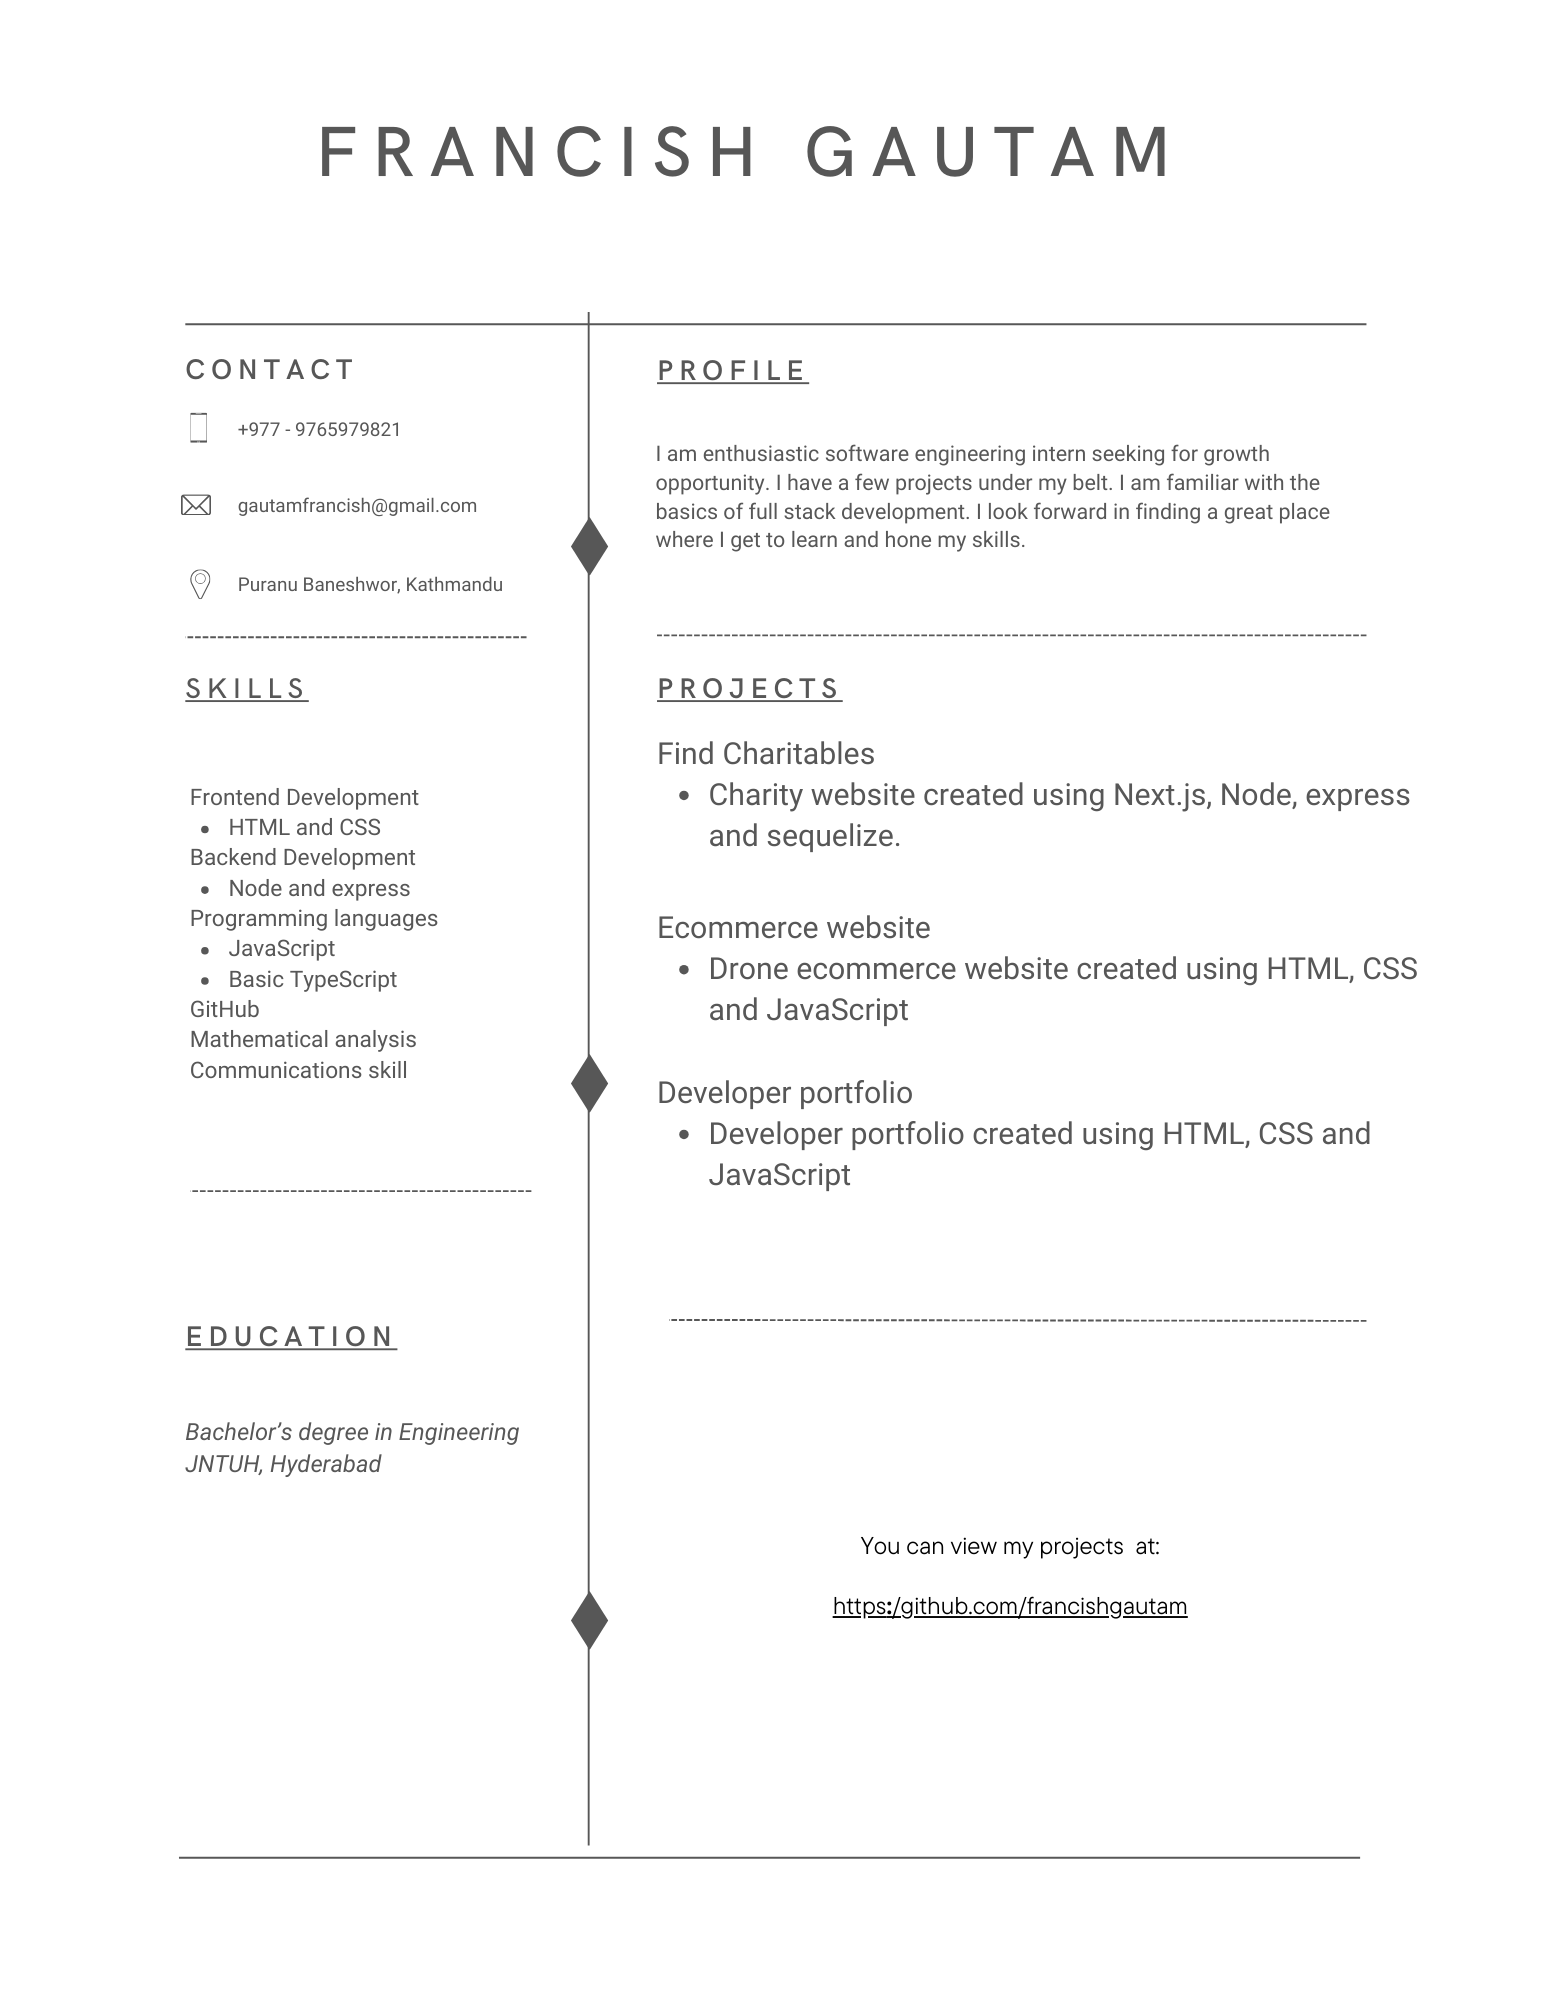 FRANCISH GAUTAM
CONTACT
+977 - 9765979821
gautamfrancish@gmail.com
Puranu Baneshwor, Kathmandu
SKILLS
Frontend Development
• HTML and CSS
Backend Development
• Node and express
Programming languages
• JavaScript
• Basic TypeScript
GitHub
Mathematical analysis
Communications skill
EDUCATION
Bachelor’s degree in Engineering
JNTUH, Hyderabad
PROFILE
I am enthusiastic software engineering intern seeking for growth
opportunity. I have a few projects under my belt. I am familiar with the
basics of full stack development. I look forward in finding a great place
where I get to learn and hone my skills.
PROJECTS
Find Charitables
• Charity website created using Next.js, Node, express
and sequelize.
Ecommerce website
• Drone ecommerce website created using HTML, CSS
and JavaScript
Developer portfolio
• Developer portfolio created using HTML, CSS and
JavaScript
You can view my projects  at:
https:/github.com/francishgautam